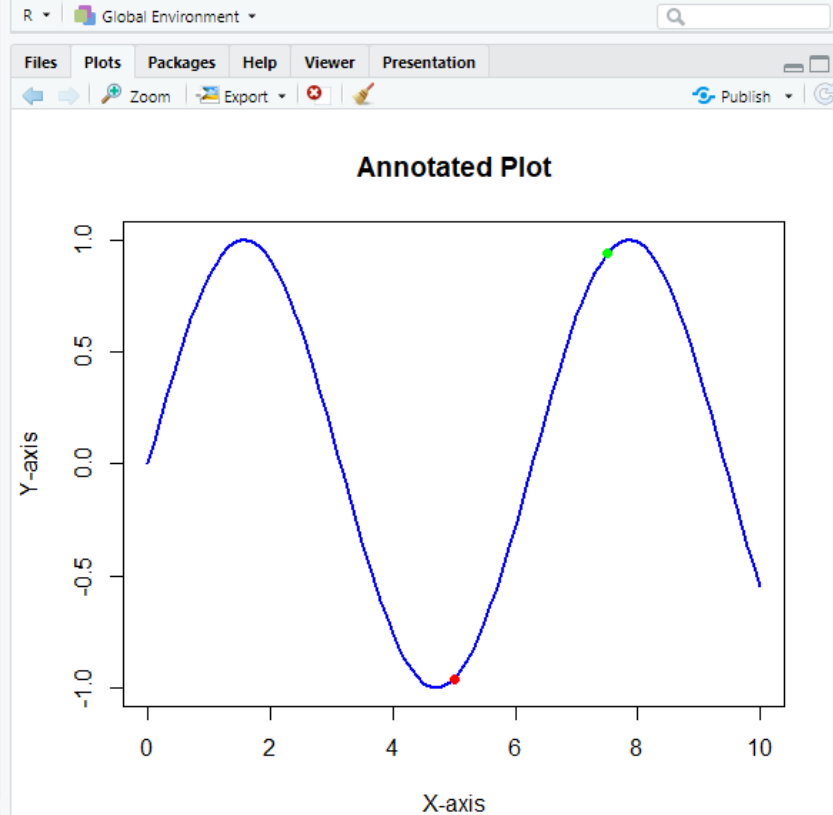 R Global Environment
Files Plots Packages Help Viewer Presentation
Zoom Export Publish
Annotated Plot
1.0
0.5
0.0
-0.5
-1.0
Y-axis
0 2 4 6 8 10
X-axis